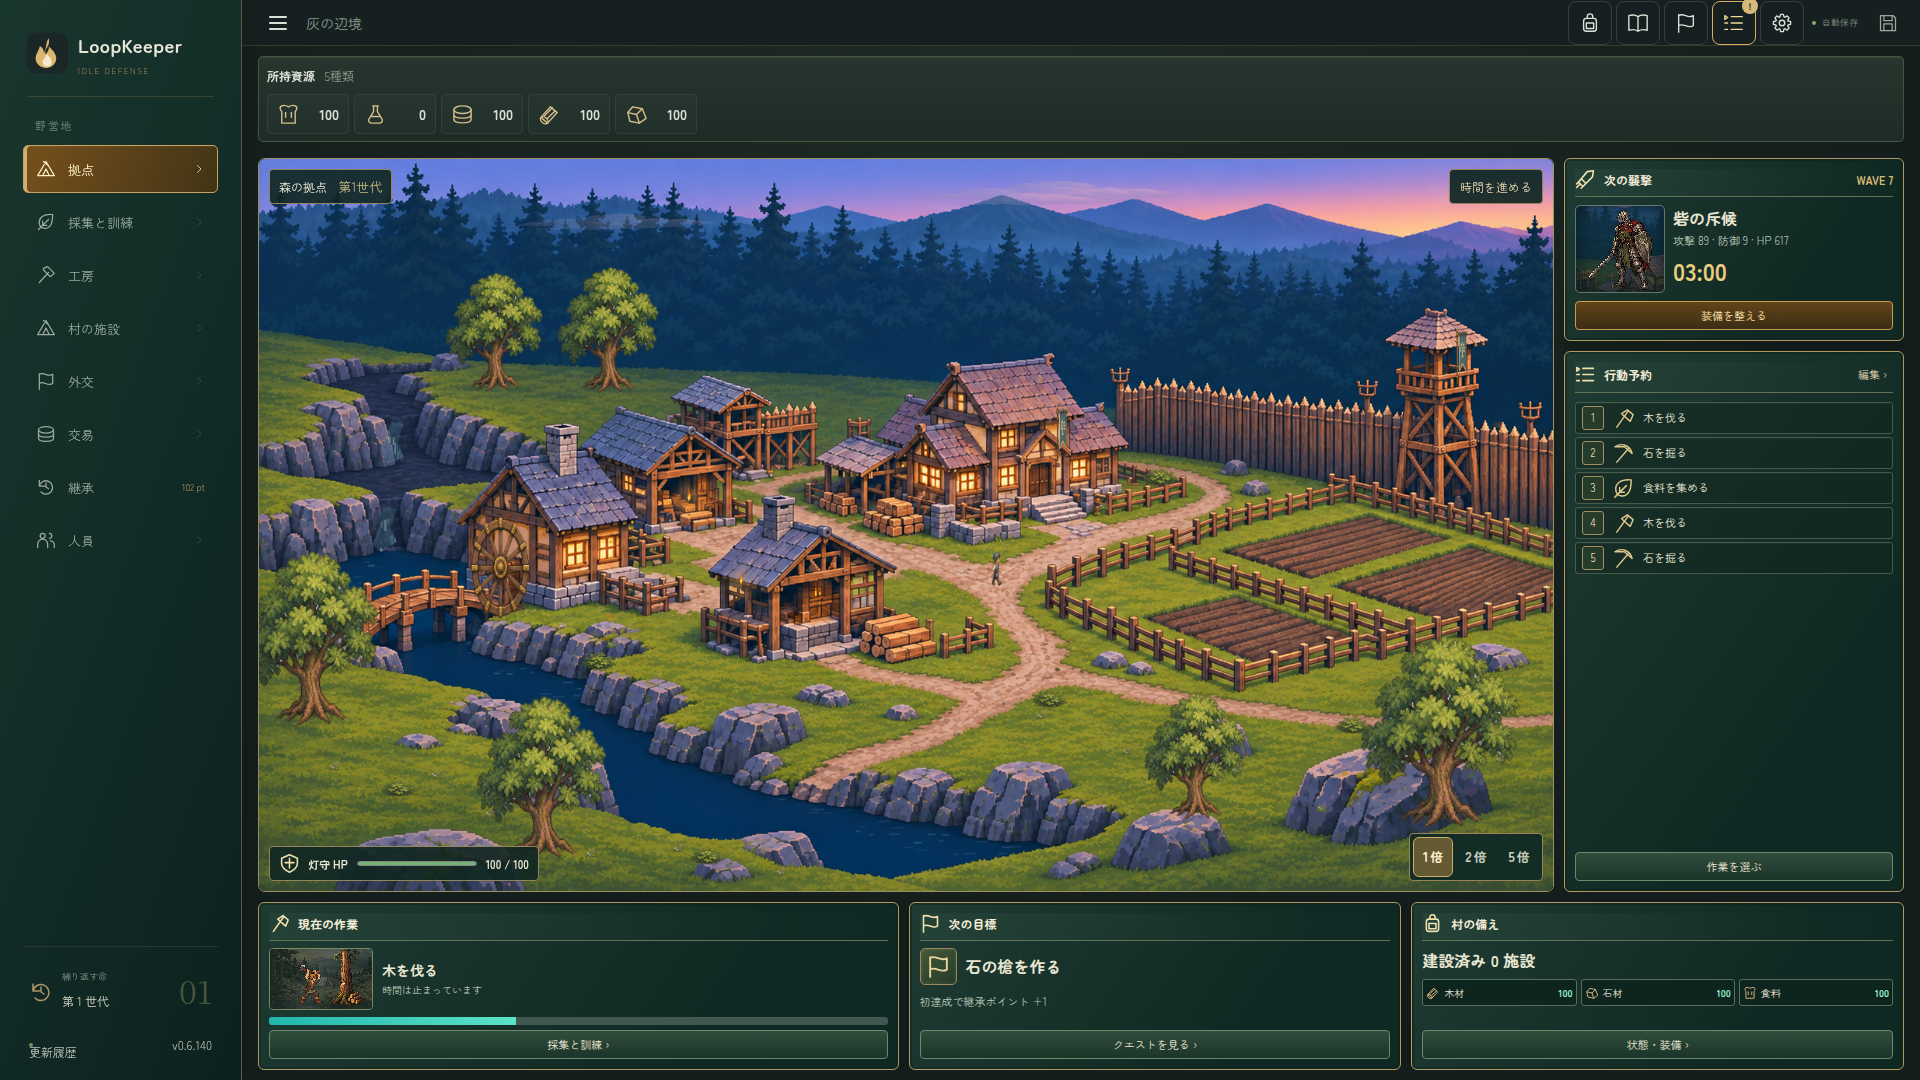 LoopKeeper
IDLE DEFENSE
野営地
拠点
採集と訓練
工房
村の施設
外交
交易
継承 102 pt
人員
繰り返す命
第 1 世代
01
更新履歴 v0.6.140
灰の辺境
!
自動保存
所持資源 5種類
100 0 100 100 100
森の拠点 第1世代
時間を進める
灯守 HP 100 / 100
1倍 2倍 5倍
次の襲撃 WAVE 7
砦の斥候
攻撃 89 · 防御 9 · HP 617
03:00
装備を整える
行動予約 編集 ›
1 木を伐る
2 石を掘る
3 食料を集める
4 木を伐る
5 石を掘る
作業を選ぶ
現在の作業
木を伐る
時間は止まっています
採集と訓練 ›
次の目標
石の槍を作る
初達成で継承ポイント +1
クエストを見る ›
村の備え
建設済み 0 施設
木材 100 石材 100 食料 100
状態・装備 ›